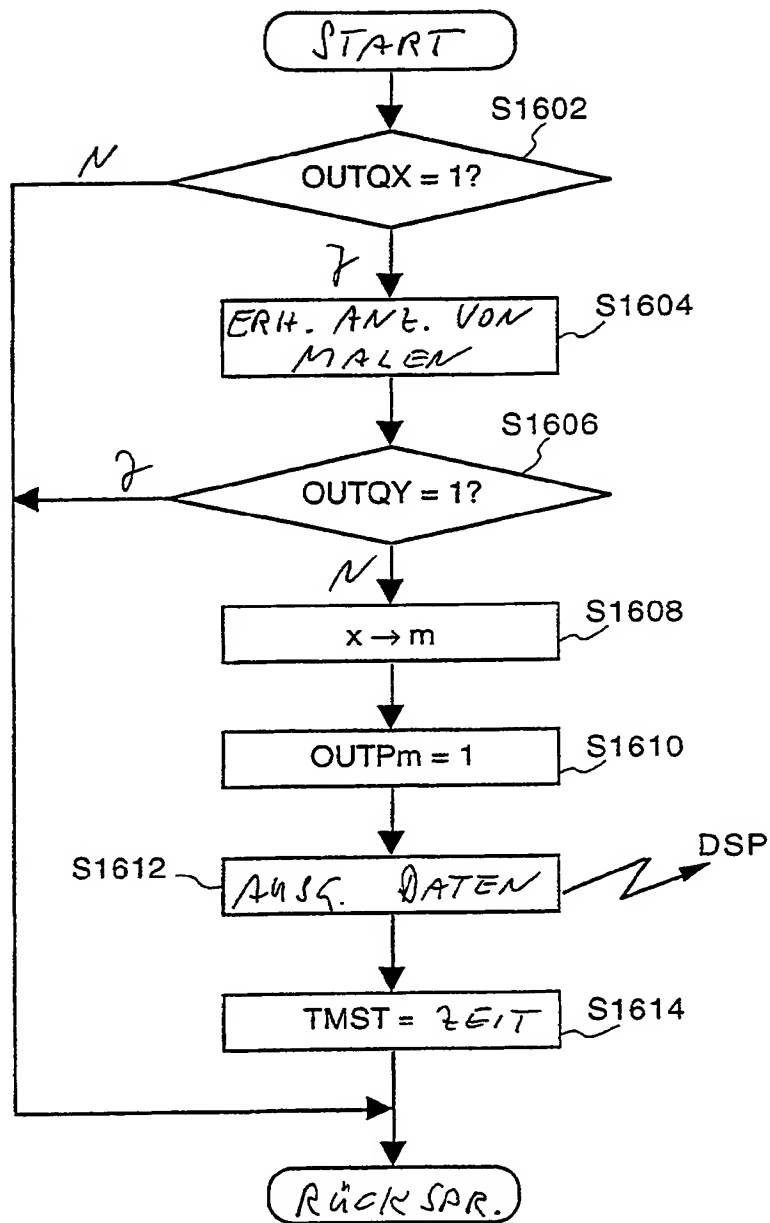 START
S1602
N
OUTQX = 1?
J
ERH. ANZ. VON
MALEN
S1604
S1606
J
OUTQY = 1?
N
x → m
S1608
OUTPm = 1
S1610
S1612
AUSG. DATEN
DSP
TMST = ZEIT
S1614
RÜCKSPR.